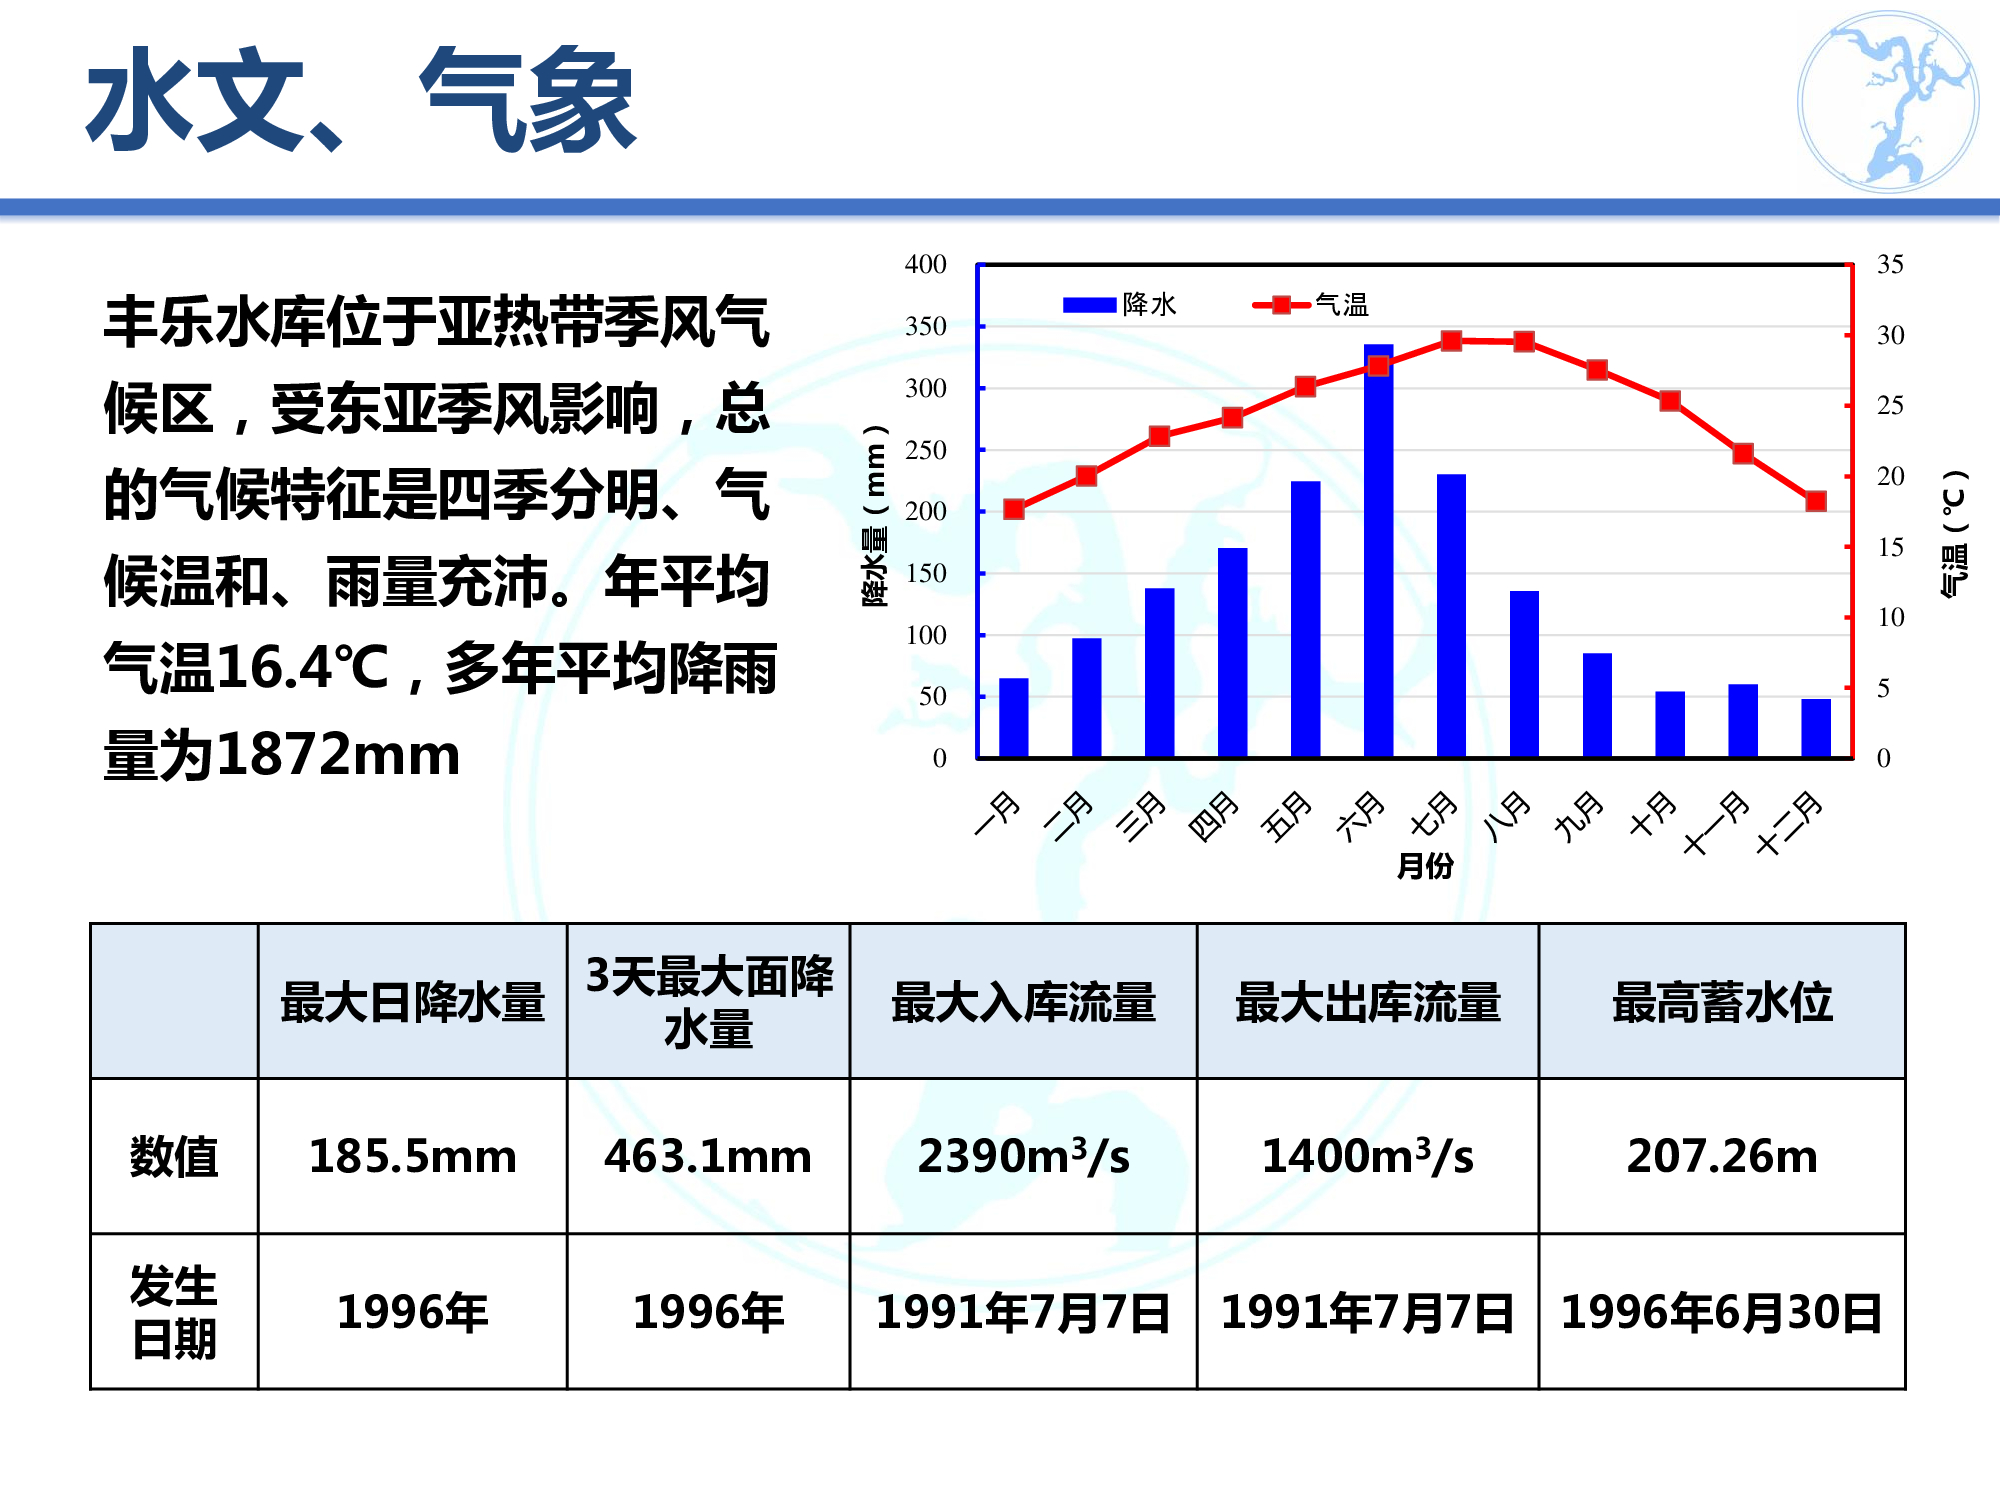 水文、气象
丰乐水库位于亚热带季风气
候区，受东亚季风影响，总
的气候特征是四季分明、气
候温和、雨量充沛。年平均
气温16.4℃，多年平均降雨
量为1872mm
降水 气温
降水量（mm）
400
350
300
250
200
150
100
50
0
35
30
25
20
15
10
5
0
气温（℃）
一月 二月 三月 四月 五月 六月 七月 八月 九月 十月 十一月 十二月
月份
最大日降水量 3天最大面降水量 最大入库流量 最大出库流量 最高蓄水位
数值 185.5mm 463.1mm 2390m³/s 1400m³/s 207.26m
发生日期 1996年 1996年 1991年7月7日 1991年7月7日 1996年6月30日